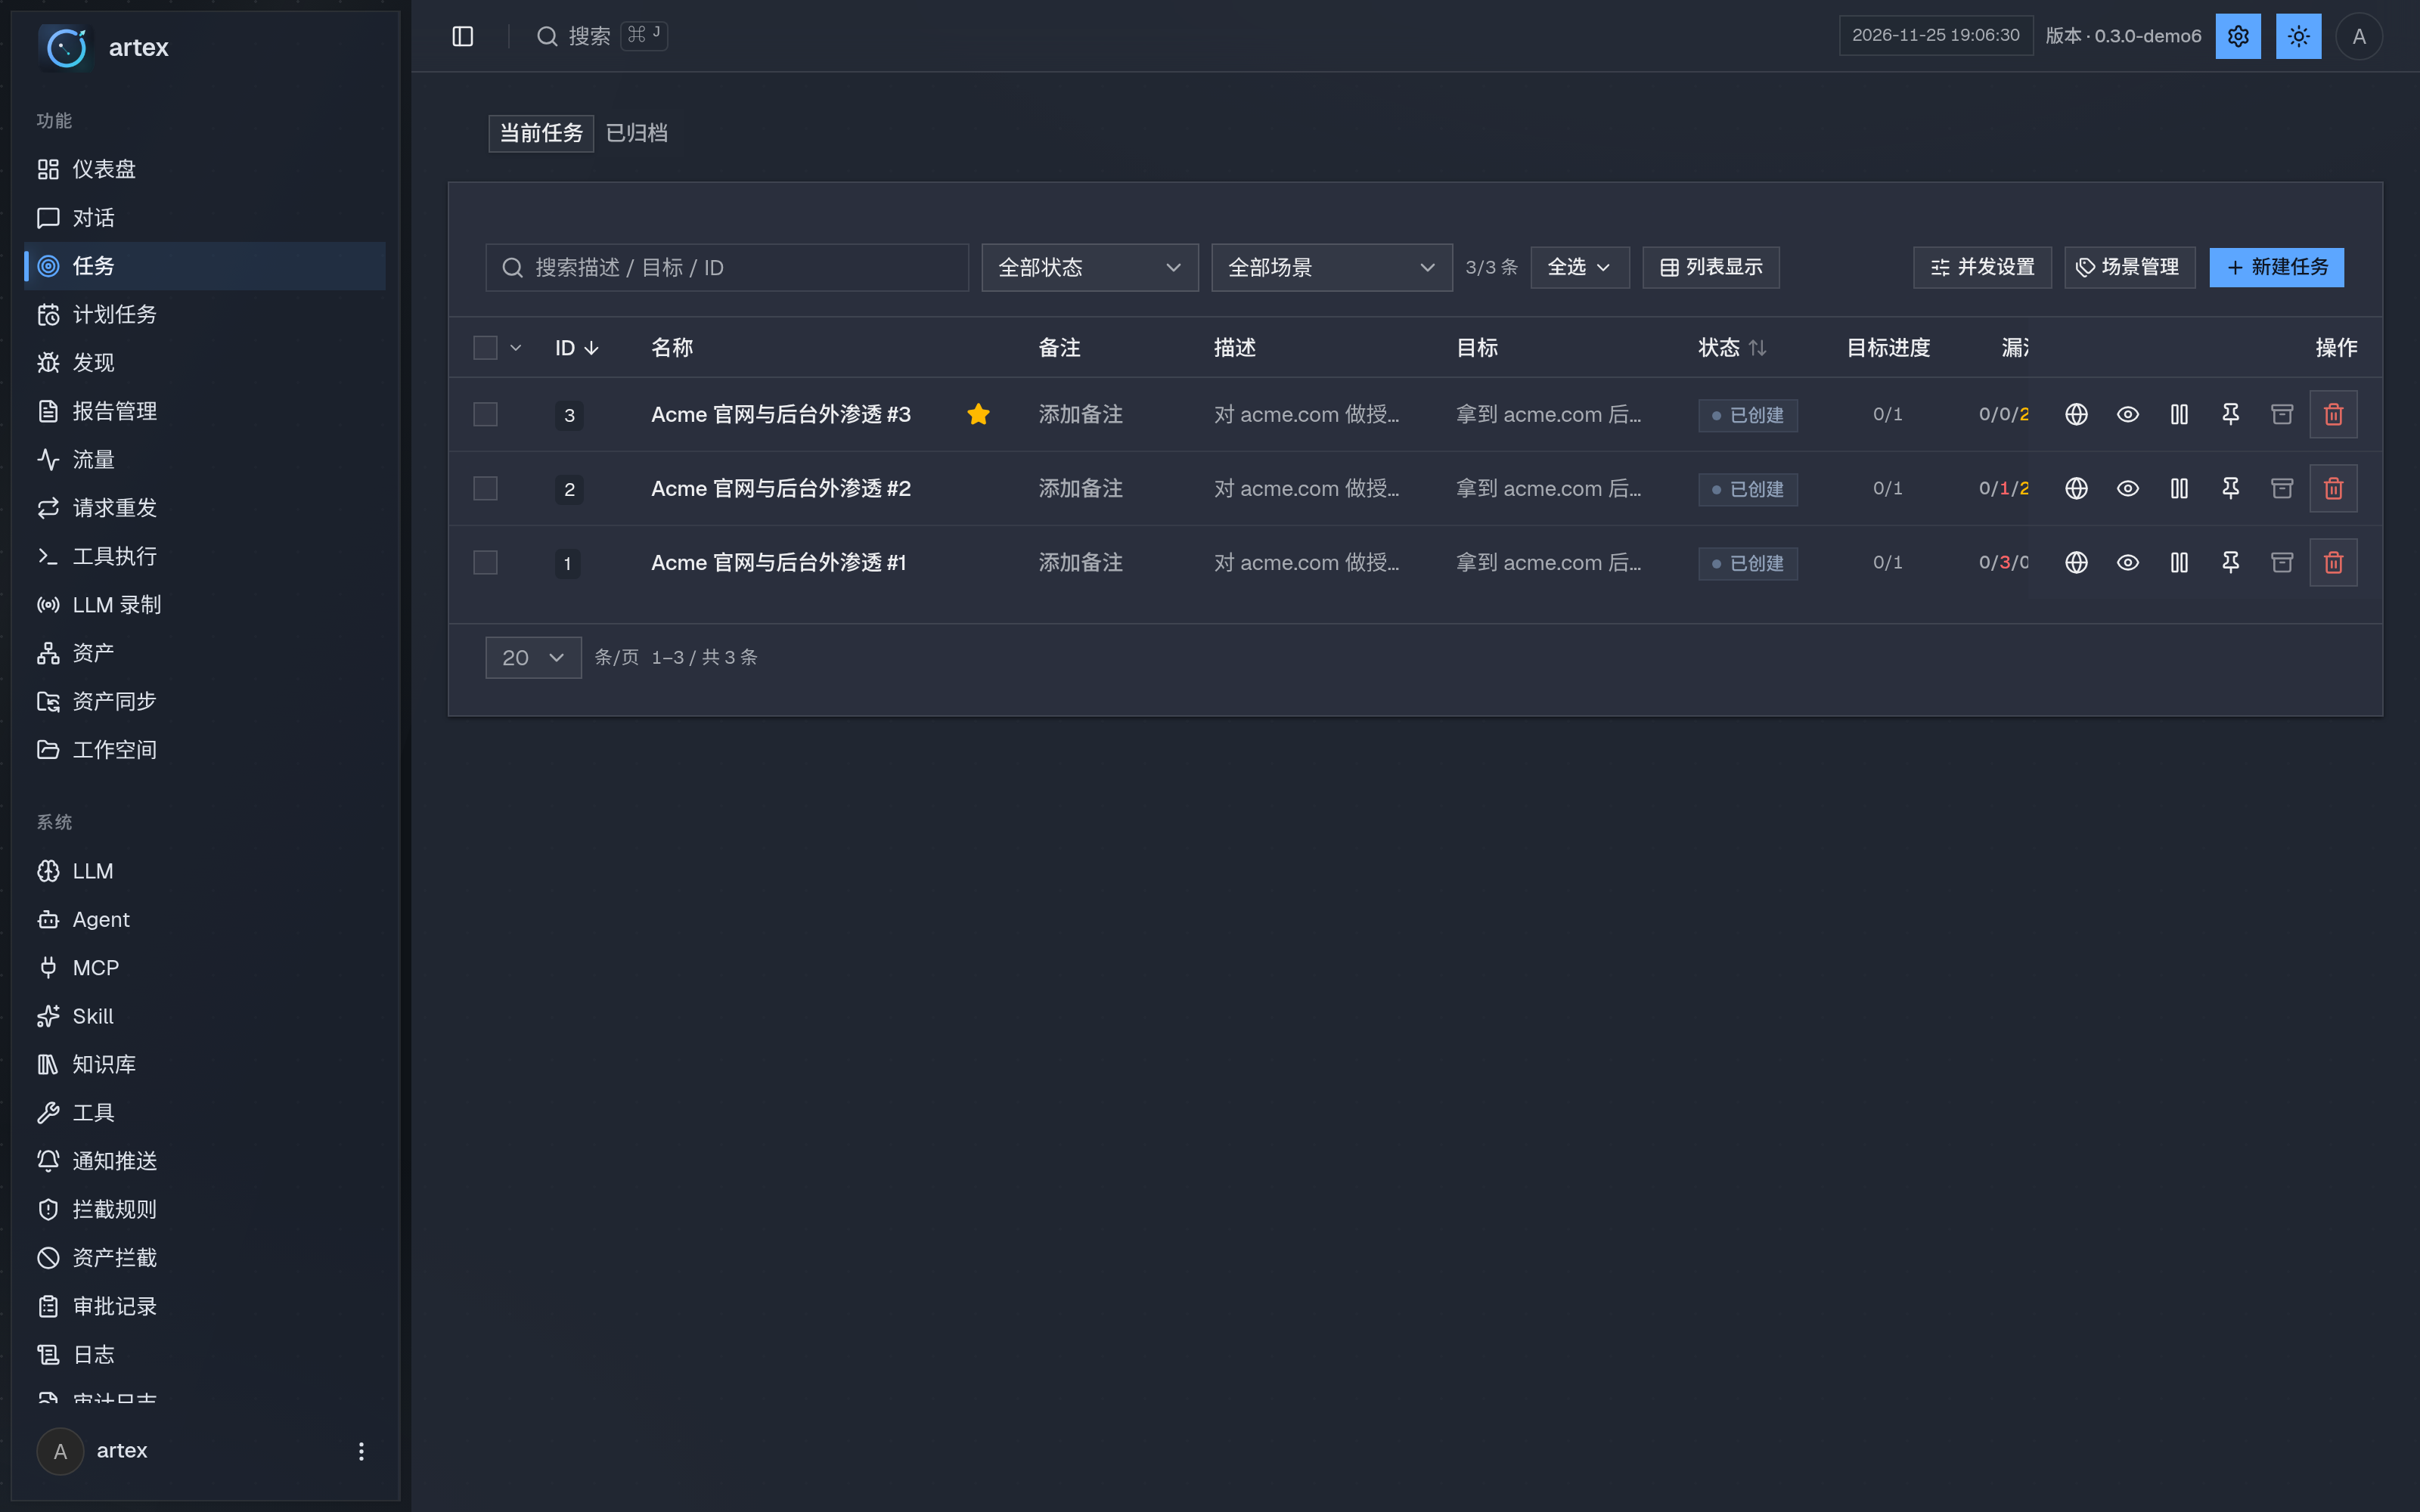 artex
功能
仪表盘
对话
任务
计划任务
发现
报告管理
流量
请求重发
工具执行
LLM 录制
资产
资产同步
工作空间
系统
LLM
Agent
MCP
Skill
知识库
工具
通知推送
拦截规则
资产拦截
审批记录
日志
审计日志
A artex
搜索 ⌘ J
2026-11-25 19:06:30 版本 · 0.3.0-demo6 A
当前任务 已归档
搜索描述 / 目标 / ID 全部状态 全部场景 3/3 条 全选 列表显示 并发设置 场景管理 + 新建任务
ID ↓ 名称 备注 描述 目标 状态 目标进度 漏 操作
3 Acme 官网与后台外渗透 #3 添加备注 对 acme.com 做授... 拿到 acme.com 后... 已创建 0/1 0/0/2
2 Acme 官网与后台外渗透 #2 添加备注 对 acme.com 做授... 拿到 acme.com 后... 已创建 0/1 0/1/2
1 Acme 官网与后台外渗透 #1 添加备注 对 acme.com 做授... 拿到 acme.com 后... 已创建 0/1 0/3/0
20 条/页 1–3 / 共 3 条